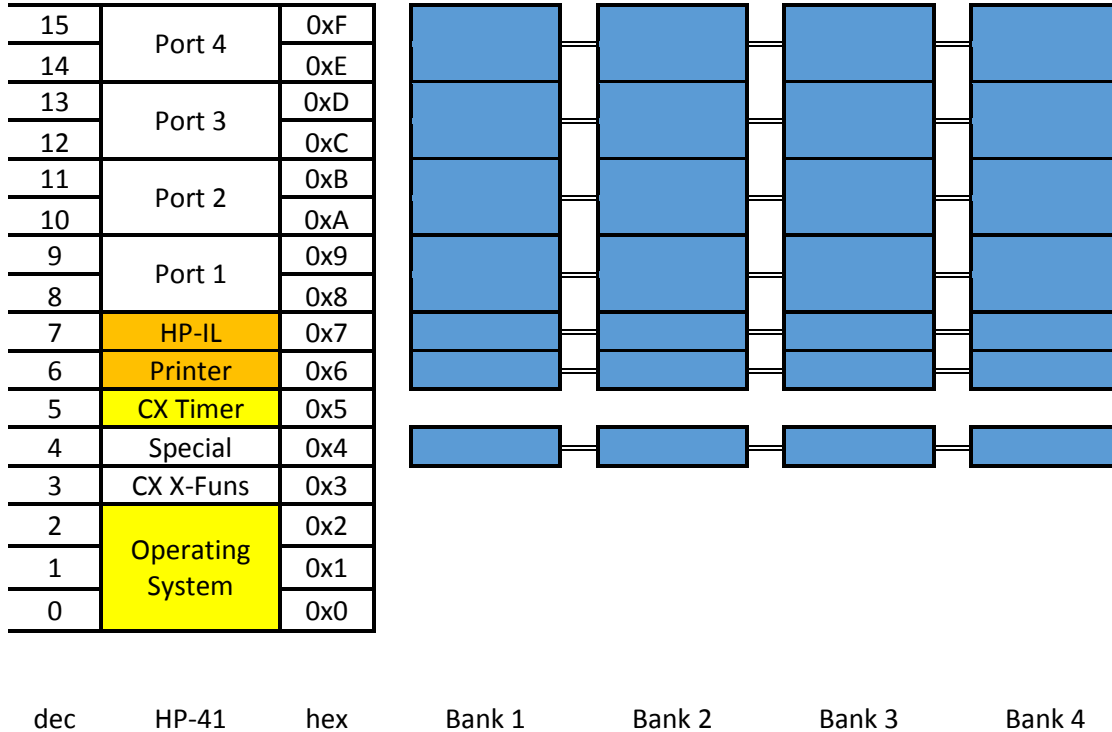 15 Port 4 0xF
14 0xE
13 Port 3 0xD
12 0xC
11 Port 2 0xB
10 0xA
9 Port 1 0x9
8 0x8
7 HP-IL 0x7
6 Printer 0x6
5 CX Timer 0x5
4 Special 0x4
3 CX X-Funs 0x3
2 Operating 0x2
1 System 0x1
0 0x0
dec HP-41 hex Bank 1 Bank 2 Bank 3 Bank 4